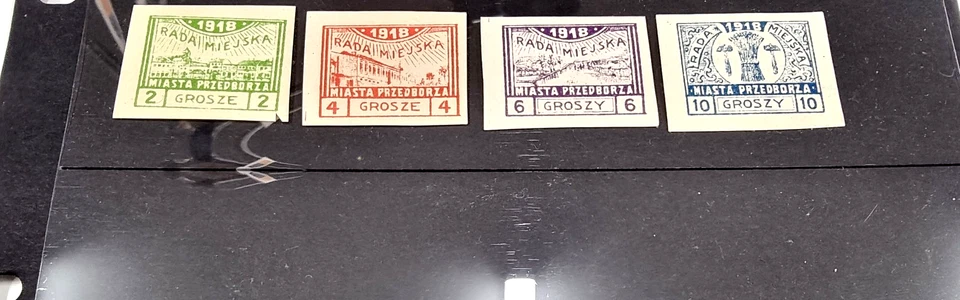 1918
RADA MIEJSKA
MIASTA PRZEDBORZA
2 GROSZE 2
1918
RADA MIEJSKA
MIASTA PRZEDBORZA
4 GROSZE 4
1918
RADA MIEJSKA
MIASTA PRZEDBORZA
6 GROSZY 6
1918
RADA MIEJSKA
MIASTA PRZEDBORZA
10 GROSZY 10